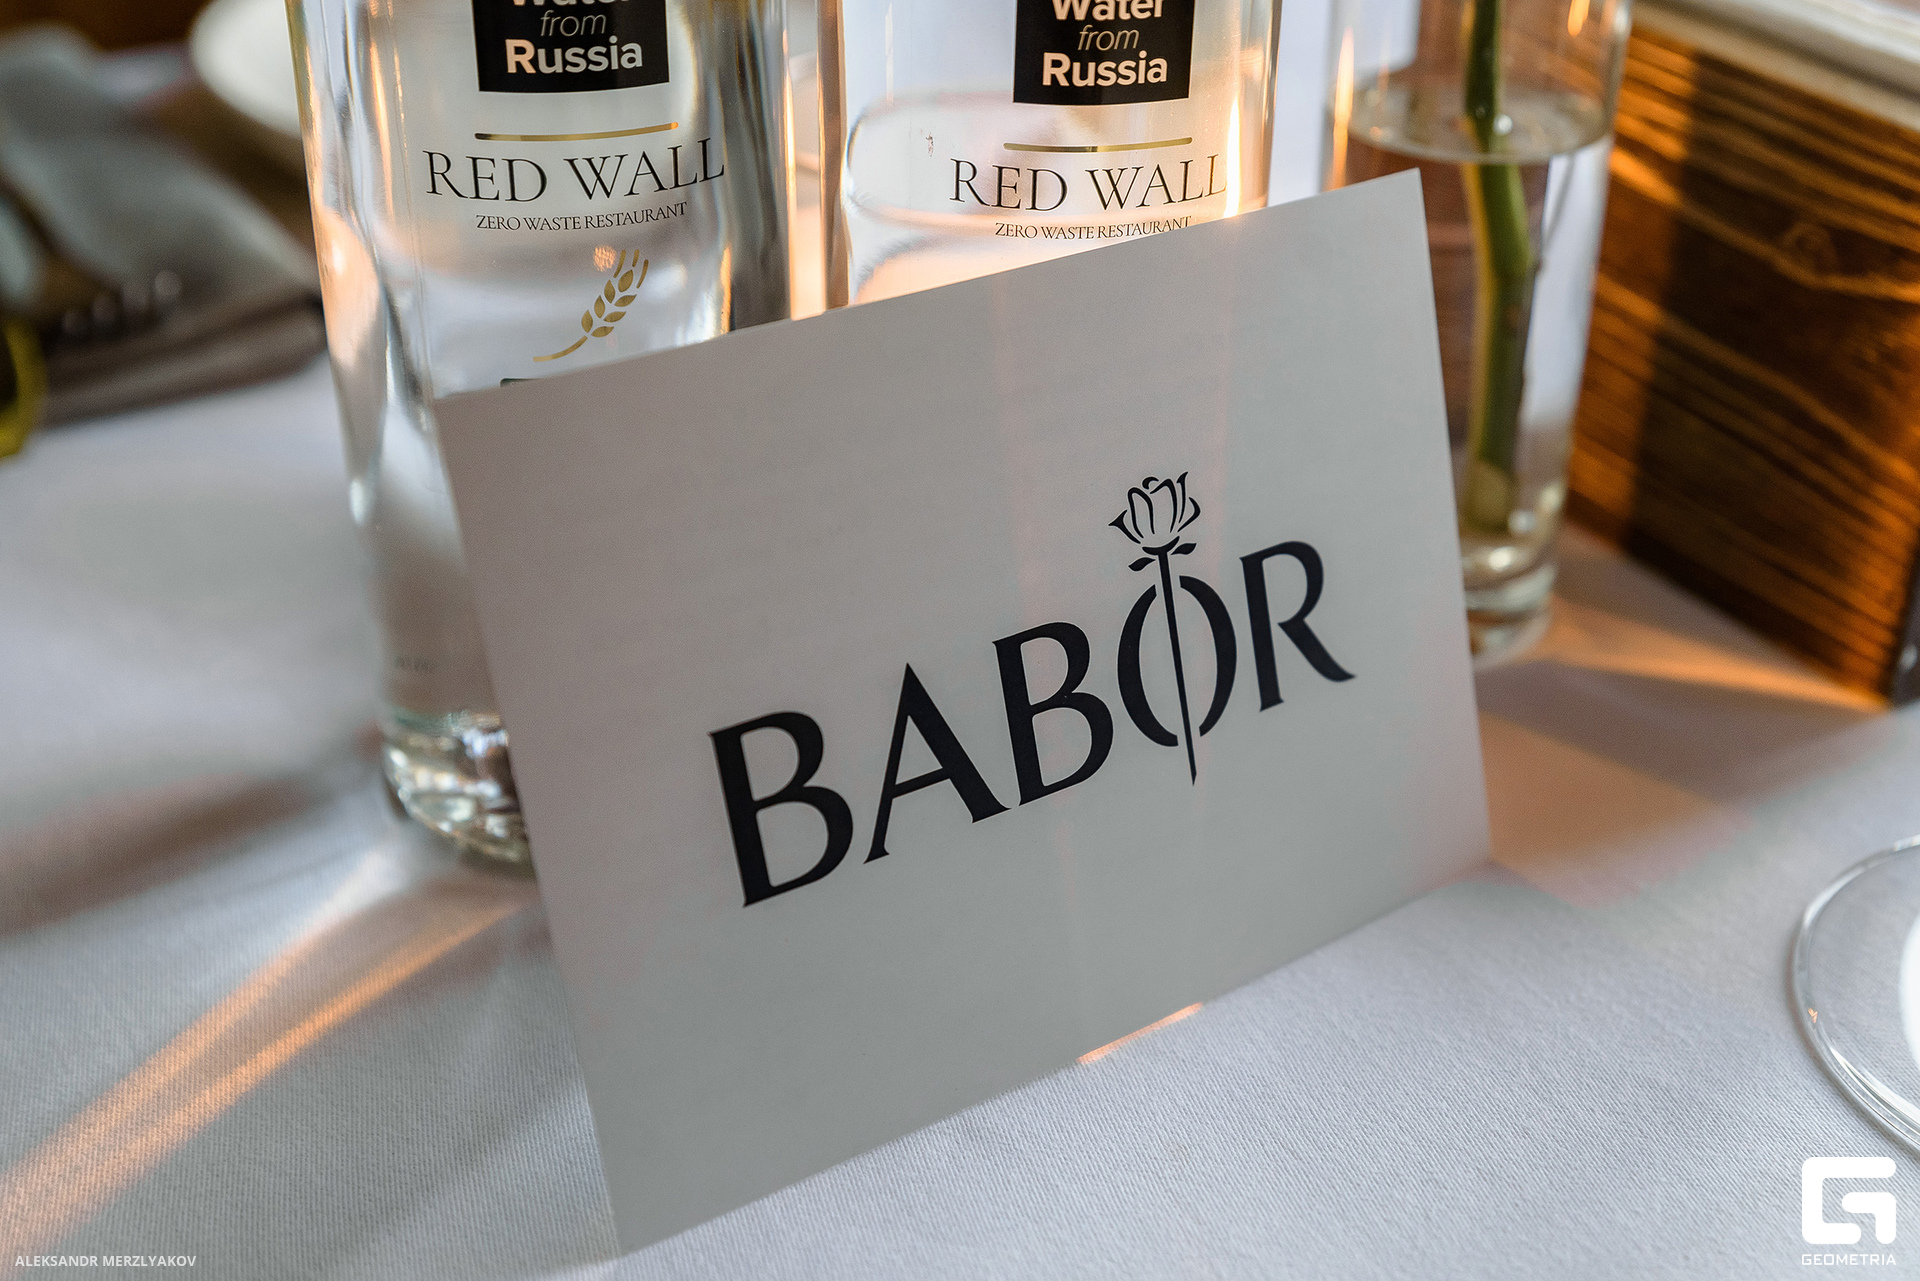 Water
from
Russia
RED WALL
ZERO WASTE RESTAURANT
Water
from
Russia
RED WALL
ZERO WASTE RESTAURANT
BABOR
ALEKSANDR MERZLYAKOV
GEOMETRIA